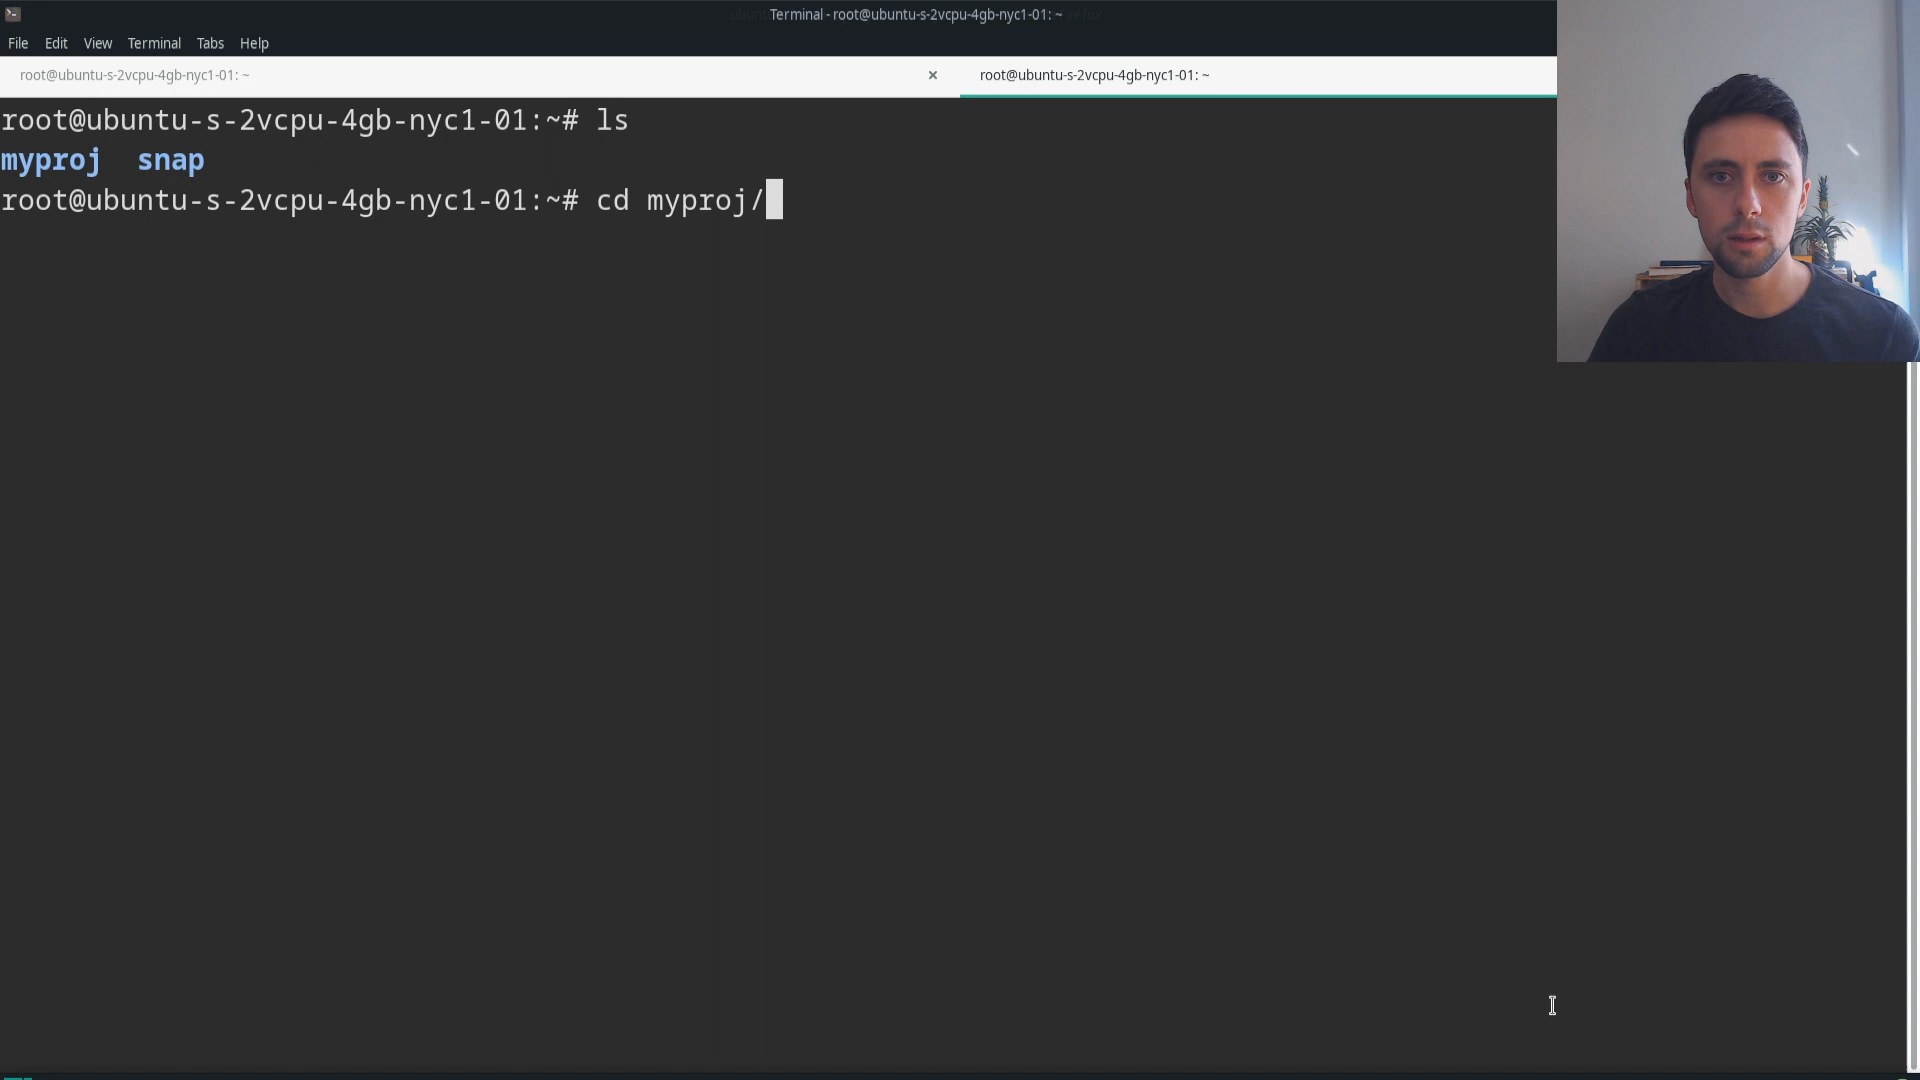 Terminal - root@ubuntu-s-2vcpu-4gb-nyc1-01: ~
File Edit View Terminal Tabs Help
root@ubuntu-s-2vcpu-4gb-nyc1-01: ~ × root@ubuntu-s-2vcpu-4gb-nyc1-01: ~
root@ubuntu-s-2vcpu-4gb-nyc1-01:~# ls
myproj snap
root@ubuntu-s-2vcpu-4gb-nyc1-01:~# cd myproj/